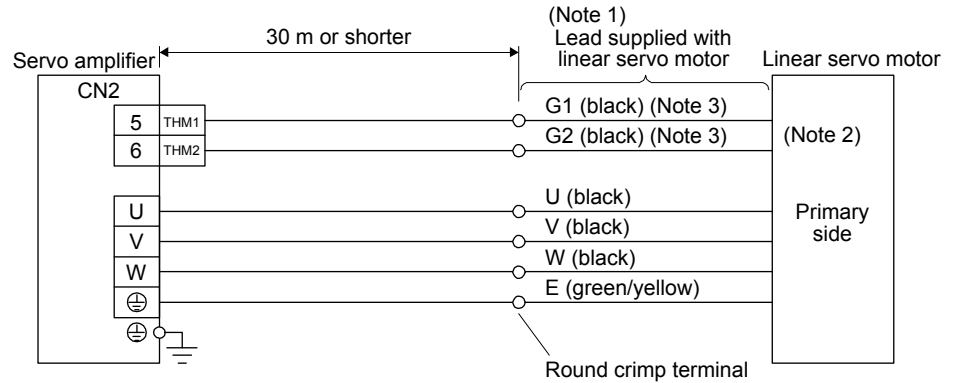 (Note 1)
30 m or shorter
Lead supplied with
linear servo motor
Servo amplifier
Linear servo motor
CN2
5 THM1
G1 (black) (Note 3)
6 THM2
G2 (black) (Note 3)
(Note 2)
U
U (black)
V
V (black)
W
W (black)
E (green/yellow)
Primary
side
Round crimp terminal